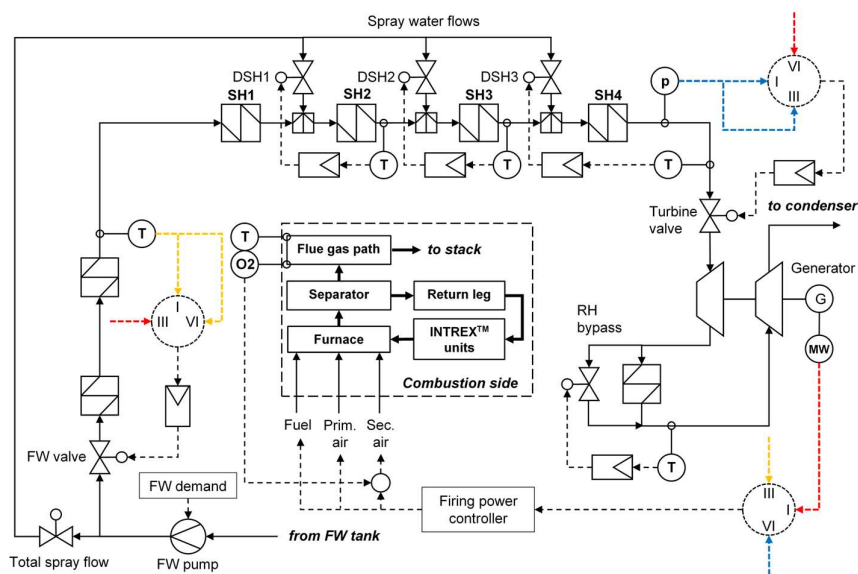 Spray water flows
DSH1
DSH2
DSH3
SH1
SH2
SH3
SH4
p
VI
I
III
T
T
T
to condenser
Turbine
valve
T
T
O2
Flue gas path
to stack
Separator
Return leg
Furnace
INTREX™
units
Combustion side
Generator
G
MW
RH
bypass
I
III
VI
Fuel
Prim.
air
Sec.
air
FW valve
T
FW demand
Firing power
controller
III
I
VI
from FW tank
Total spray flow
FW pump